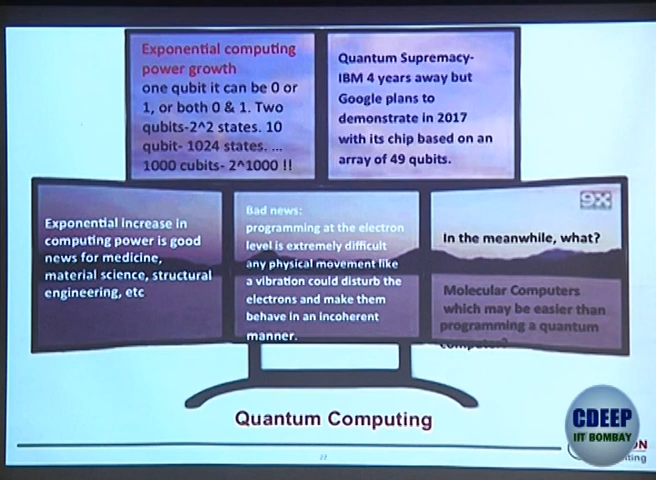 Exponential computing
power growth
one qubit it can be 0 or
1, or both 0 & 1. Two
qubits-2^2 states. 10
qubit- 1024 states. ...
1000 cubits- 2^1000 !!
Quantum Supremacy-
IBM 4 years away but
Google plans to
demonstrate in 2017
with its chip based on an
array of 49 qubits.
Exponential increase in
computing power is good
news for medicine,
material science, structural
engineering, etc
Bad news:
programming at the electron
level is extremely difficult
any physical movement like
a vibration could disturb the
electrons and make them
behave in an incoherent
manner.
9X
In the meanwhile, what?
Molecular Computers
which may be easier than
programming a quantum
computer?
Quantum Computing
CDEEP
IIT BOMBAY